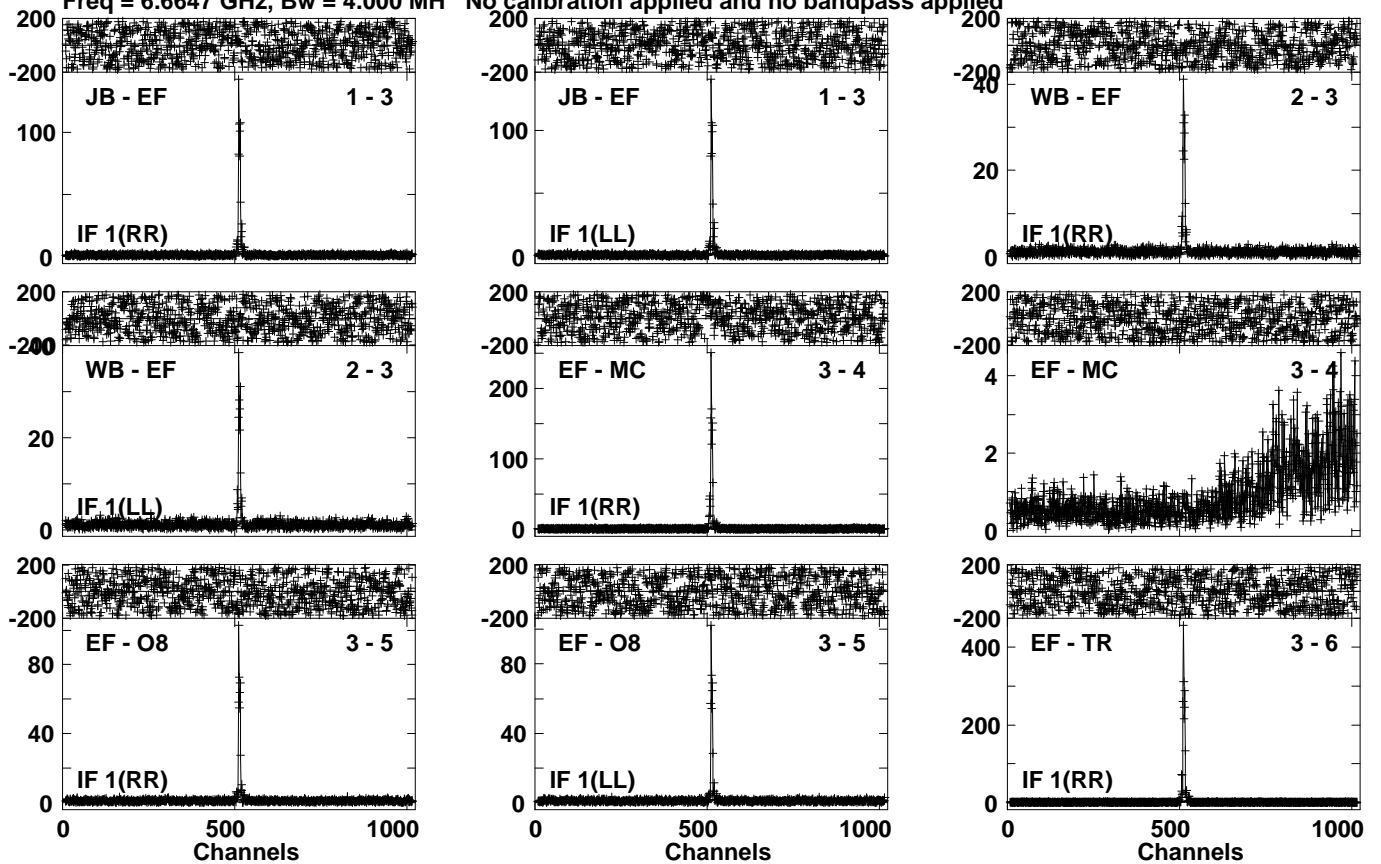 Freq = 6.6647 GHz, Bw = 4.000 MH No calibration applied and no bandpass applied
200 200 200
-200 -200 -200
JB - EF 1 - 3 JB - EF 1 - 3 WB - EF 2 - 3
100 100 40
20
IF 1(RR) IF 1(LL) IF 1(RR)
0 0 0
200 200 200
-200 -200 -200
40
WB - EF 2 - 3 EF - MC 3 - 4 EF - MC 3 - 4
200 4
20 100 2
IF 1(LL) IF 1(RR)
0 0 0
200 200 200
-200 -200 -200
EF - O8 3 - 5 EF - O8 3 - 5 EF - TR 3 - 6
80 80 400
40 40 200
IF 1(RR) IF 1(LL) IF 1(RR)
0 0 0
0 500 1000 0 500 1000 0 500 1000
Channels Channels Channels